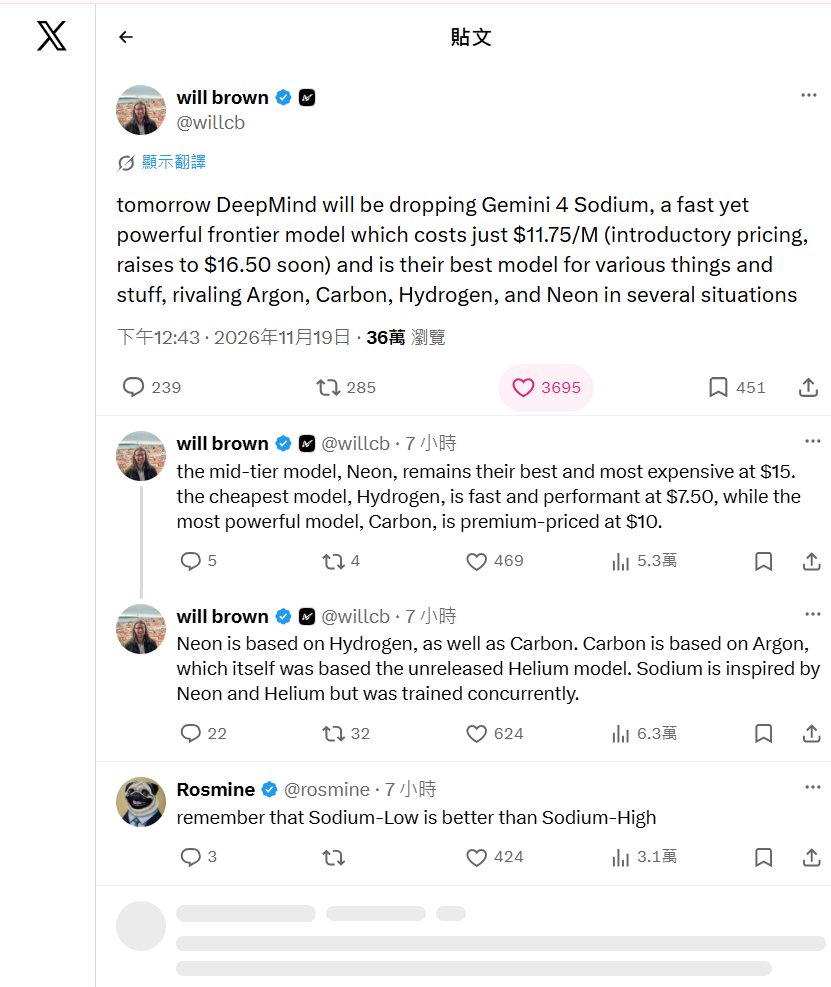 貼文
will brown
@willcb
顯示翻譯
tomorrow DeepMind will be dropping Gemini 4 Sodium, a fast yet
powerful frontier model which costs just $11.75/M (introductory pricing,
raises to $16.50 soon) and is their best model for various things and
stuff, rivaling Argon, Carbon, Hydrogen, and Neon in several situations
下午12:43 · 2026年11月19日 · 36萬 瀏覽
239 285 3695 451
will brown @willcb · 7 小時
the mid-tier model, Neon, remains their best and most expensive at $15.
the cheapest model, Hydrogen, is fast and performant at $7.50, while the
most powerful model, Carbon, is premium-priced at $10.
5 4 469 5.3萬
will brown @willcb · 7 小時
Neon is based on Hydrogen, as well as Carbon. Carbon is based on Argon,
which itself was based the unreleased Helium model. Sodium is inspired by
Neon and Helium but was trained concurrently.
22 32 624 6.3萬
Rosmine @rosmine · 7 小時
remember that Sodium-Low is better than Sodium-High
3 424 3.1萬